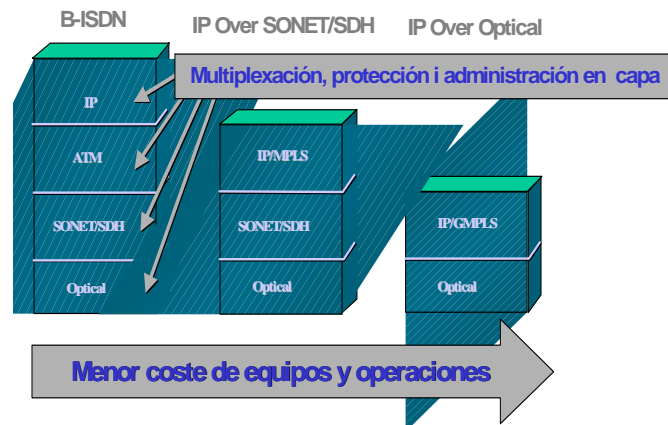 B-ISDN
IP Over SONET/SDH
IP Over Optical
Multiplexación, protección i administración en capa
IP
ATM
SONET/SDH
Optical
IP/MPLS
SONET/SDH
Optical
IP/GMPLS
Optical
Menor coste de equipos y operaciones